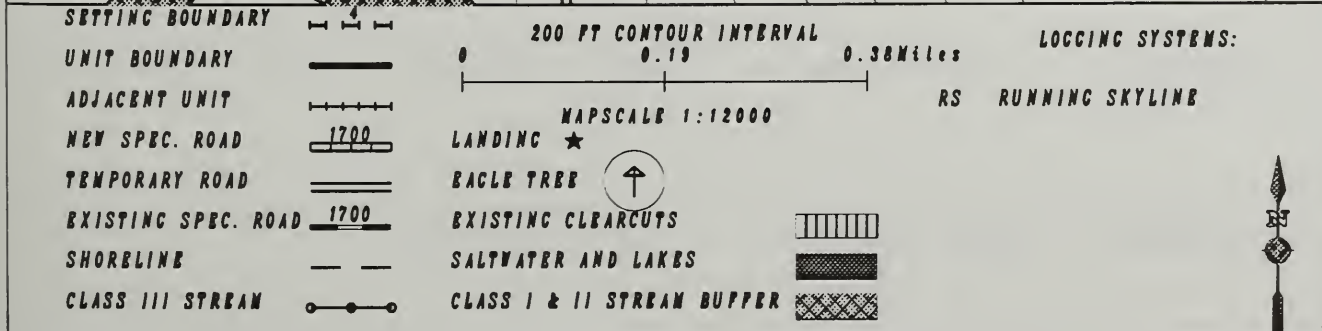 SETTING BOUNDARY 4
UNIT BOUNDARY
ADJACENT UNIT
NEW SPEC. ROAD 1700
TEMPORARY ROAD
EXISTING SPEC. ROAD 1700
SHORELINE
CLASS III STREAM
200 FT CONTOUR INTERVAL
0 0.19 0.38Miles
MAPSCALE 1:12000
LANDING
EAGLE TREE
EXISTING CLEARCUTS
SALTWATER AND LAKES
CLASS I & II STREAM BUFFER
LOGGING SYSTEMS:
RS RUNNING SKYLINE
N